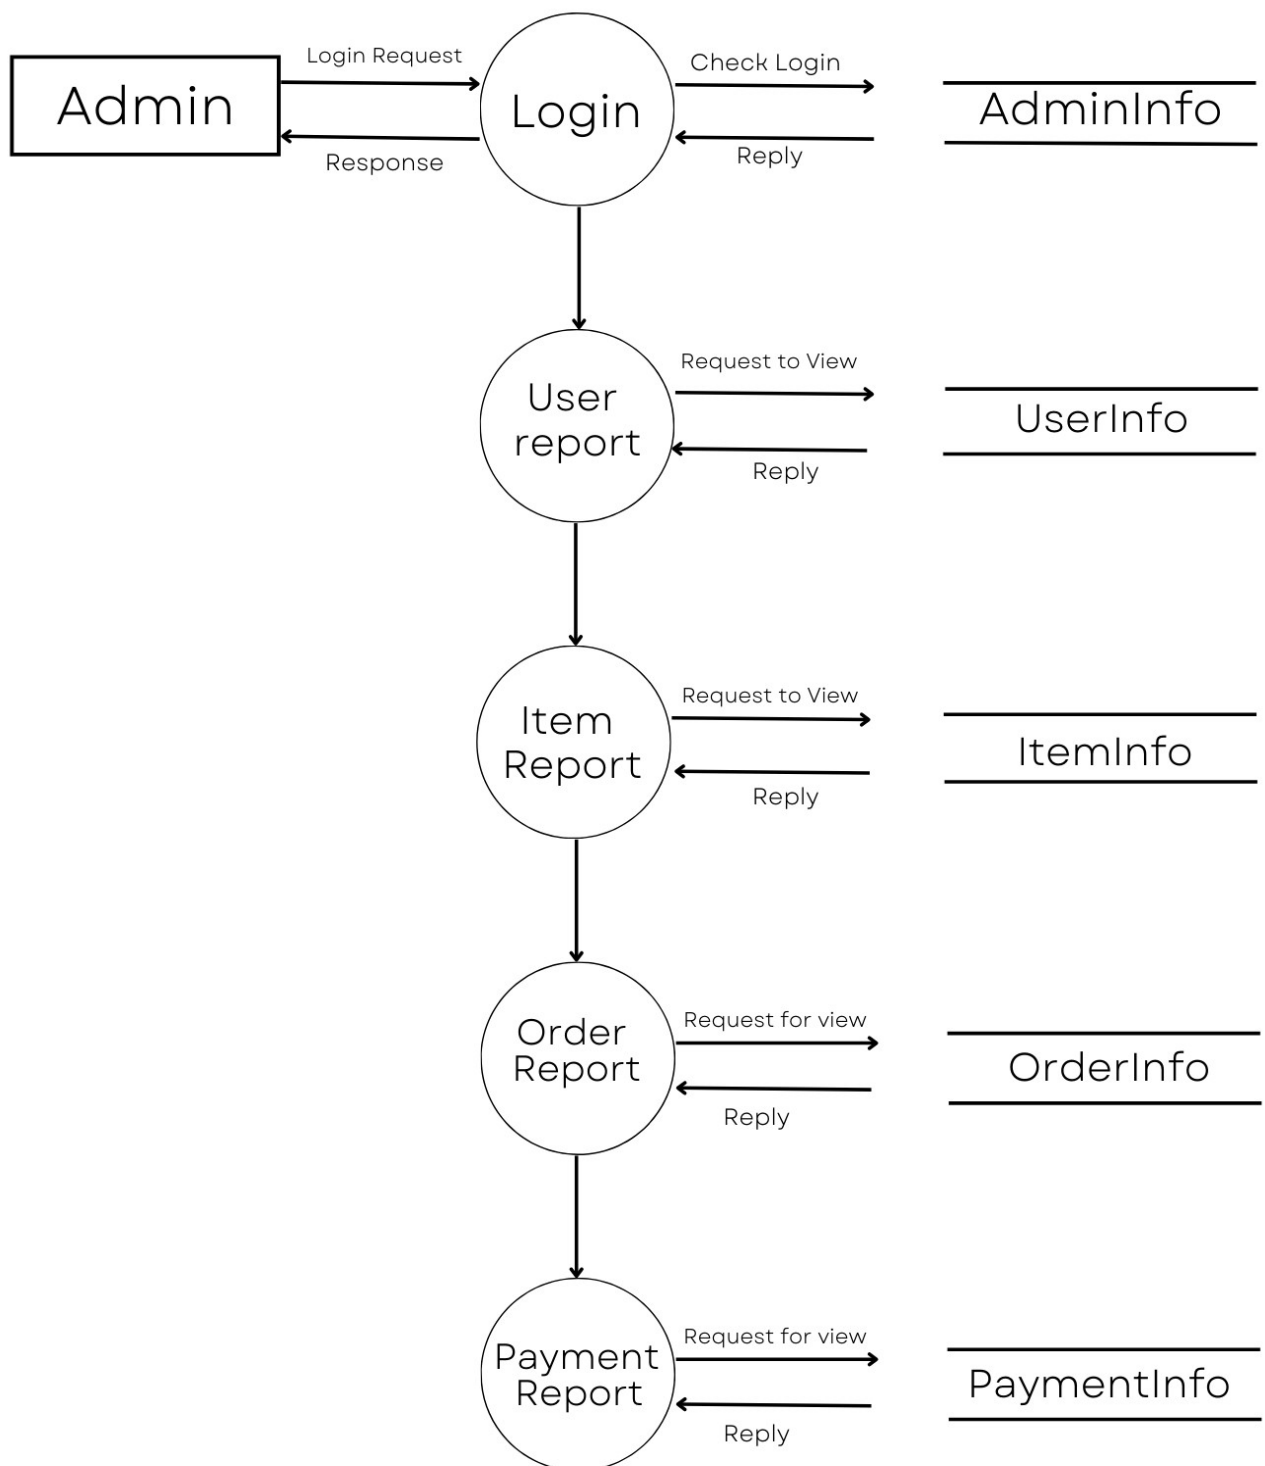 Login Request
Check Login
Admin
Login
AdminInfo
Response
Reply
Request to View
User
report
UserInfo
Reply
Request to View
Item
Report
ItemInfo
Reply
Request for view
Order
Report
OrderInfo
Reply
Request for view
Payment
Report
PaymentInfo
Reply